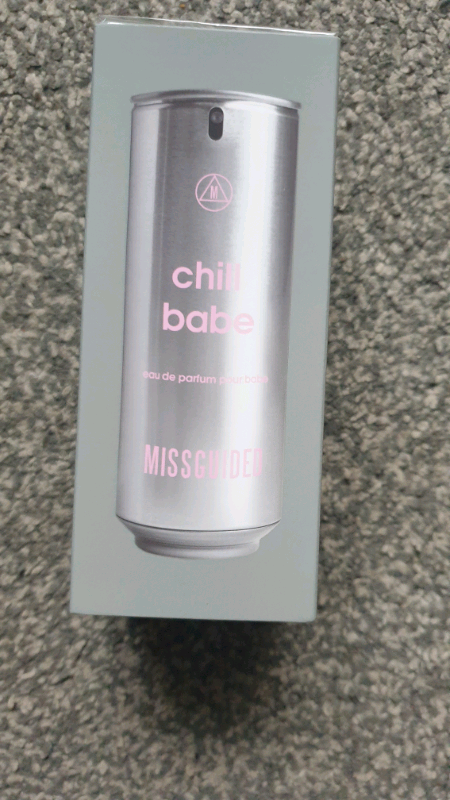 M
chill
babe
eau de parfum pour babe
MISSGUIDED